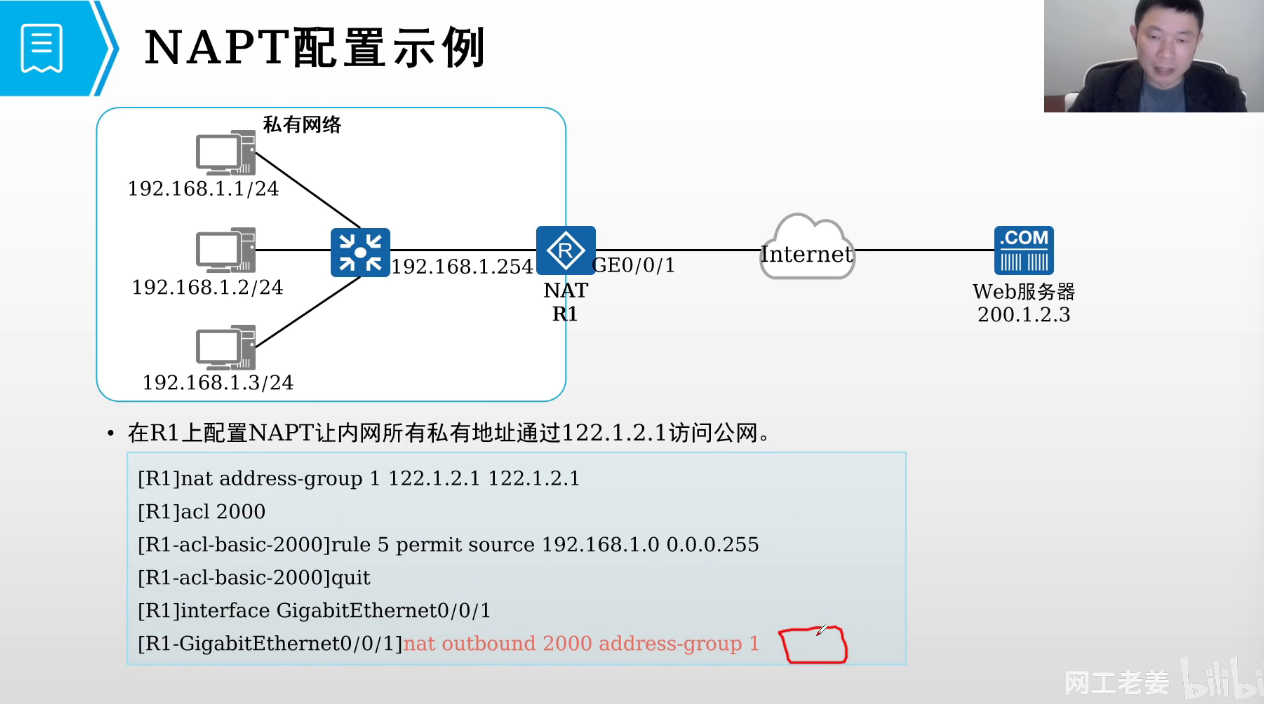 NAPT配置示例
私有网络
192.168.1.1/24
192.168.1.2/24
192.168.1.3/24
192.168.1.254
R
GE0/0/1
NAT
R1
Internet
.COM
Web服务器
200.1.2.3
• 在R1上配置NAPT让内网所有私有地址通过122.1.2.1访问公网。
[R1]nat address-group 1 122.1.2.1 122.1.2.1
[R1]acl 2000
[R1-acl-basic-2000]rule 5 permit source 192.168.1.0 0.0.0.255
[R1-acl-basic-2000]quit
[R1]interface GigabitEthernet0/0/1
[R1-GigabitEthernet0/0/1]nat outbound 2000 address-group 1
网工老姜 bilibili